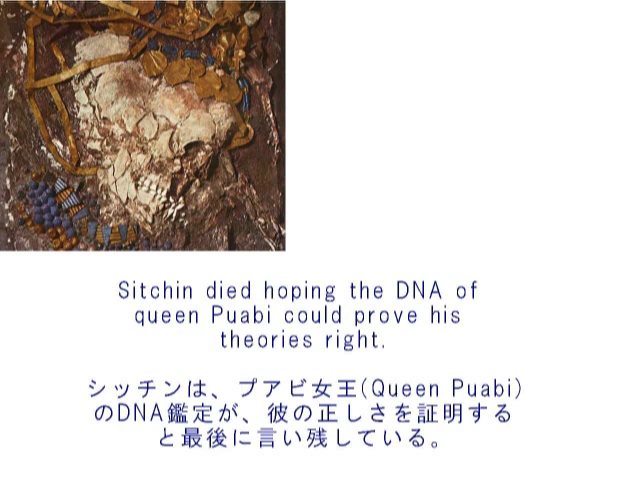 Sitchin died hoping the DNA of
queen Puabi could prove his
theories right.
シッチンは、プアビ女王(Queen Puabi)
のDNA鑑定が、彼の正しさを証明する
と最後に言い残している。